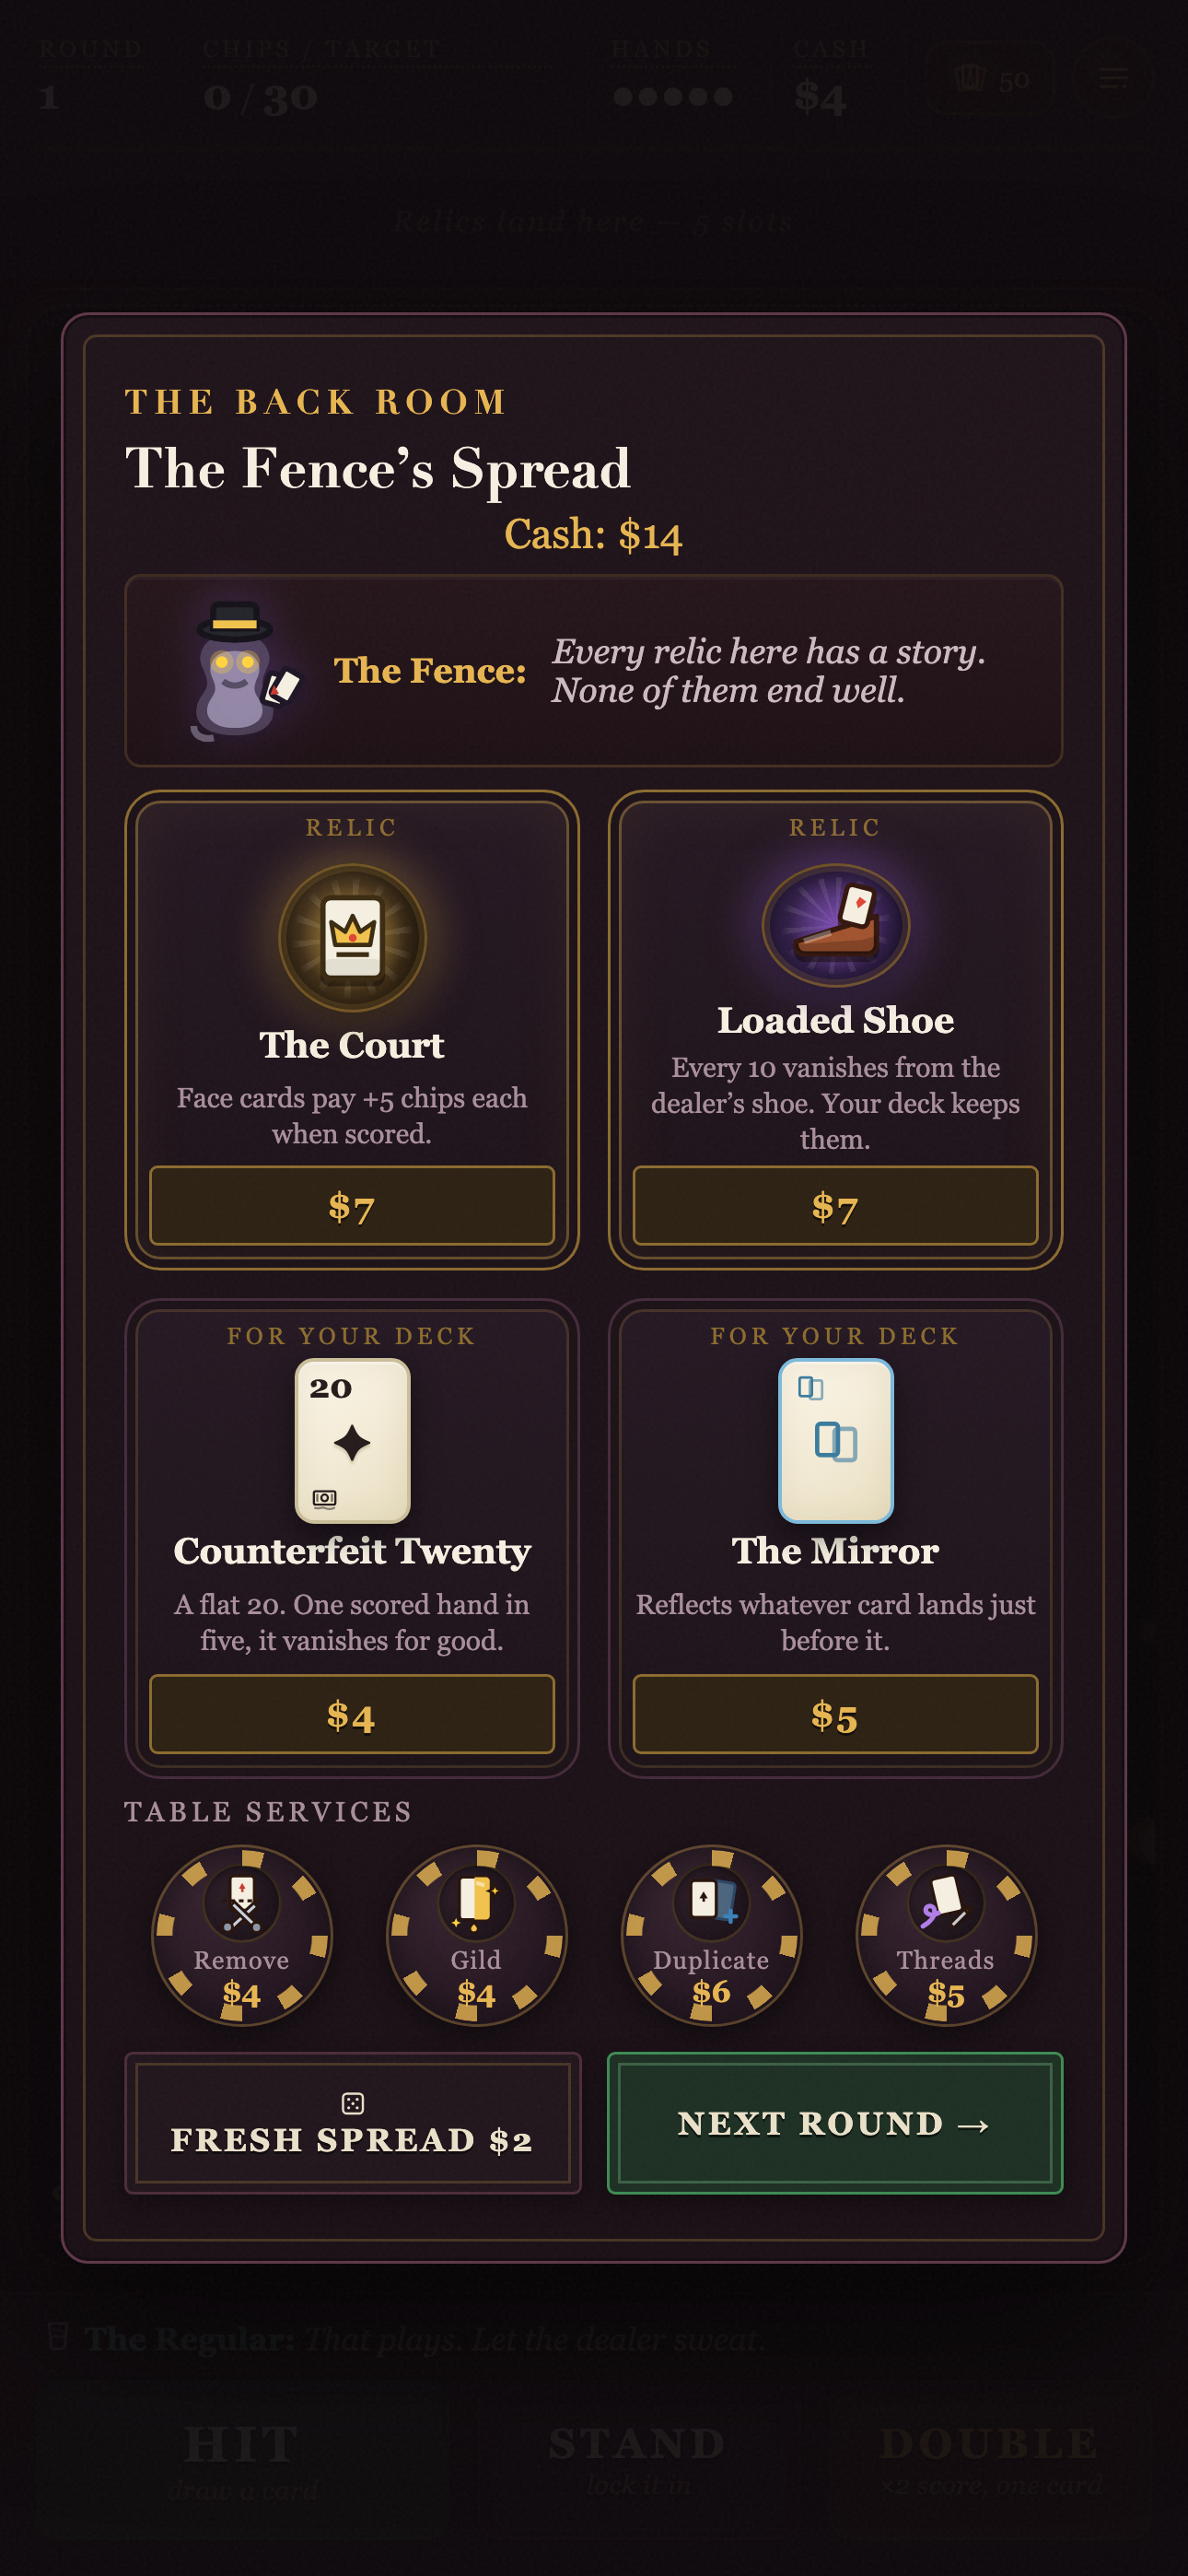 ROUND CHIPS / TARGET HANDS CASH
1 0 / 30 $4 50
Relics land here — 5 slots
THE BACK ROOM
The Fence’s Spread
Cash: $14
The Fence: Every relic here has a story.
None of them end well.
RELIC
The Court
Face cards pay +5 chips each
when scored.
$7
RELIC
Loaded Shoe
Every 10 vanishes from the
dealer’s shoe. Your deck keeps
them.
$7
FOR YOUR DECK
20
Counterfeit Twenty
A flat 20. One scored hand in
five, it vanishes for good.
$4
FOR YOUR DECK
The Mirror
Reflects whatever card lands just
before it.
$5
TABLE SERVICES
Remove
$4
Gild
$4
Duplicate
$6
Threads
$5
FRESH SPREAD $2
NEXT ROUND →
The Regular: That plays. Let the dealer sweat.
HIT
draw a card
STAND
lock it in
DOUBLE
×2 score, one card